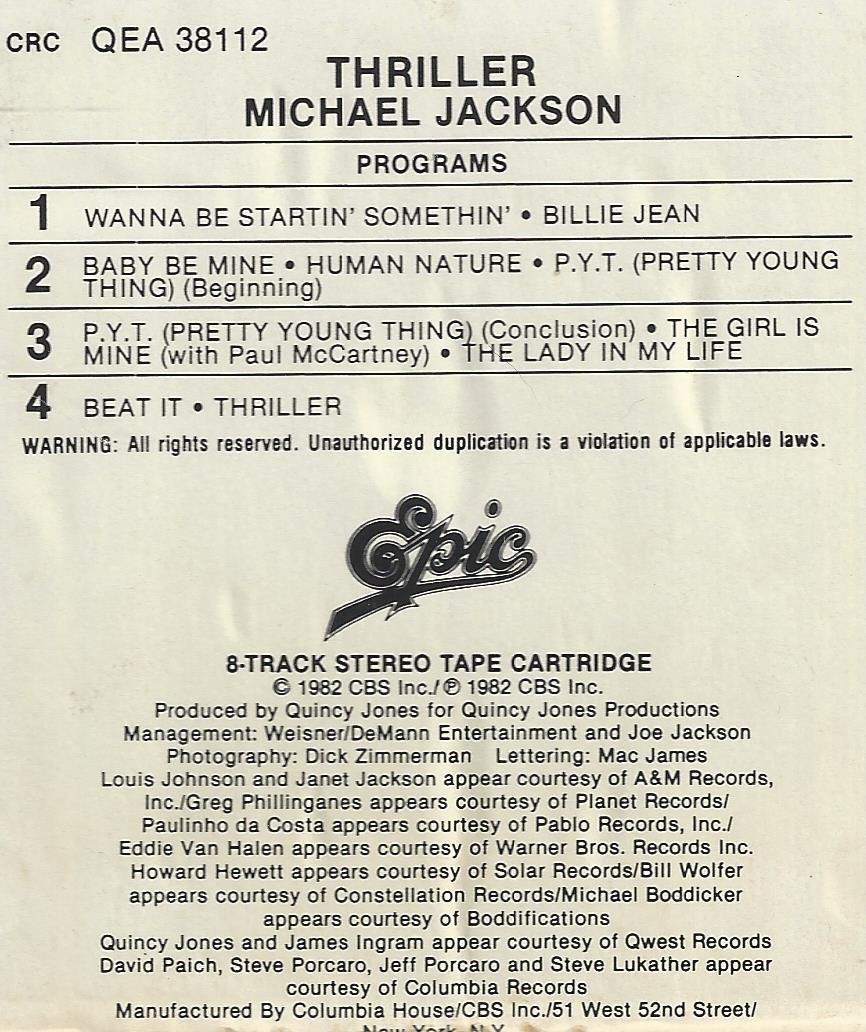 CRC QEA 38112
THRILLER
MICHAEL JACKSON
PROGRAMS
1 WANNA BE STARTIN' SOMETHIN' • BILLIE JEAN
2 BABY BE MINE • HUMAN NATURE • P.Y.T. (PRETTY YOUNG
THING) (Beginning)
3 P.Y.T. (PRETTY YOUNG THING) (Conclusion) • THE GIRL IS
MINE (with Paul McCartney) • THE LADY IN MY LIFE
4 BEAT IT • THRILLER
WARNING: All rights reserved. Unauthorized duplication is a violation of applicable laws.
Epic
8-TRACK STEREO TAPE CARTRIDGE
© 1982 CBS Inc./℗ 1982 CBS Inc.
Produced by Quincy Jones for Quincy Jones Productions
Management: Weisner/DeMann Entertainment and Joe Jackson
Photography: Dick Zimmerman Lettering: Mac James
Louis Johnson and Janet Jackson appear courtesy of A&M Records,
Inc./Greg Phillinganes appears courtesy of Planet Records/
Paulinho da Costa appears courtesy of Pablo Records, Inc./
Eddie Van Halen appears courtesy of Warner Bros. Records Inc.
Howard Hewett appears courtesy of Solar Records/Bill Wolfer
appears courtesy of Constellation Records/Michael Boddicker
appears courtesy of Boddifications
Quincy Jones and James Ingram appear courtesy of Qwest Records
David Paich, Steve Porcaro, Jeff Porcaro and Steve Lukather appear
courtesy of Columbia Records
Manufactured By Columbia House/CBS Inc./51 West 52nd Street/
New York, N.Y.